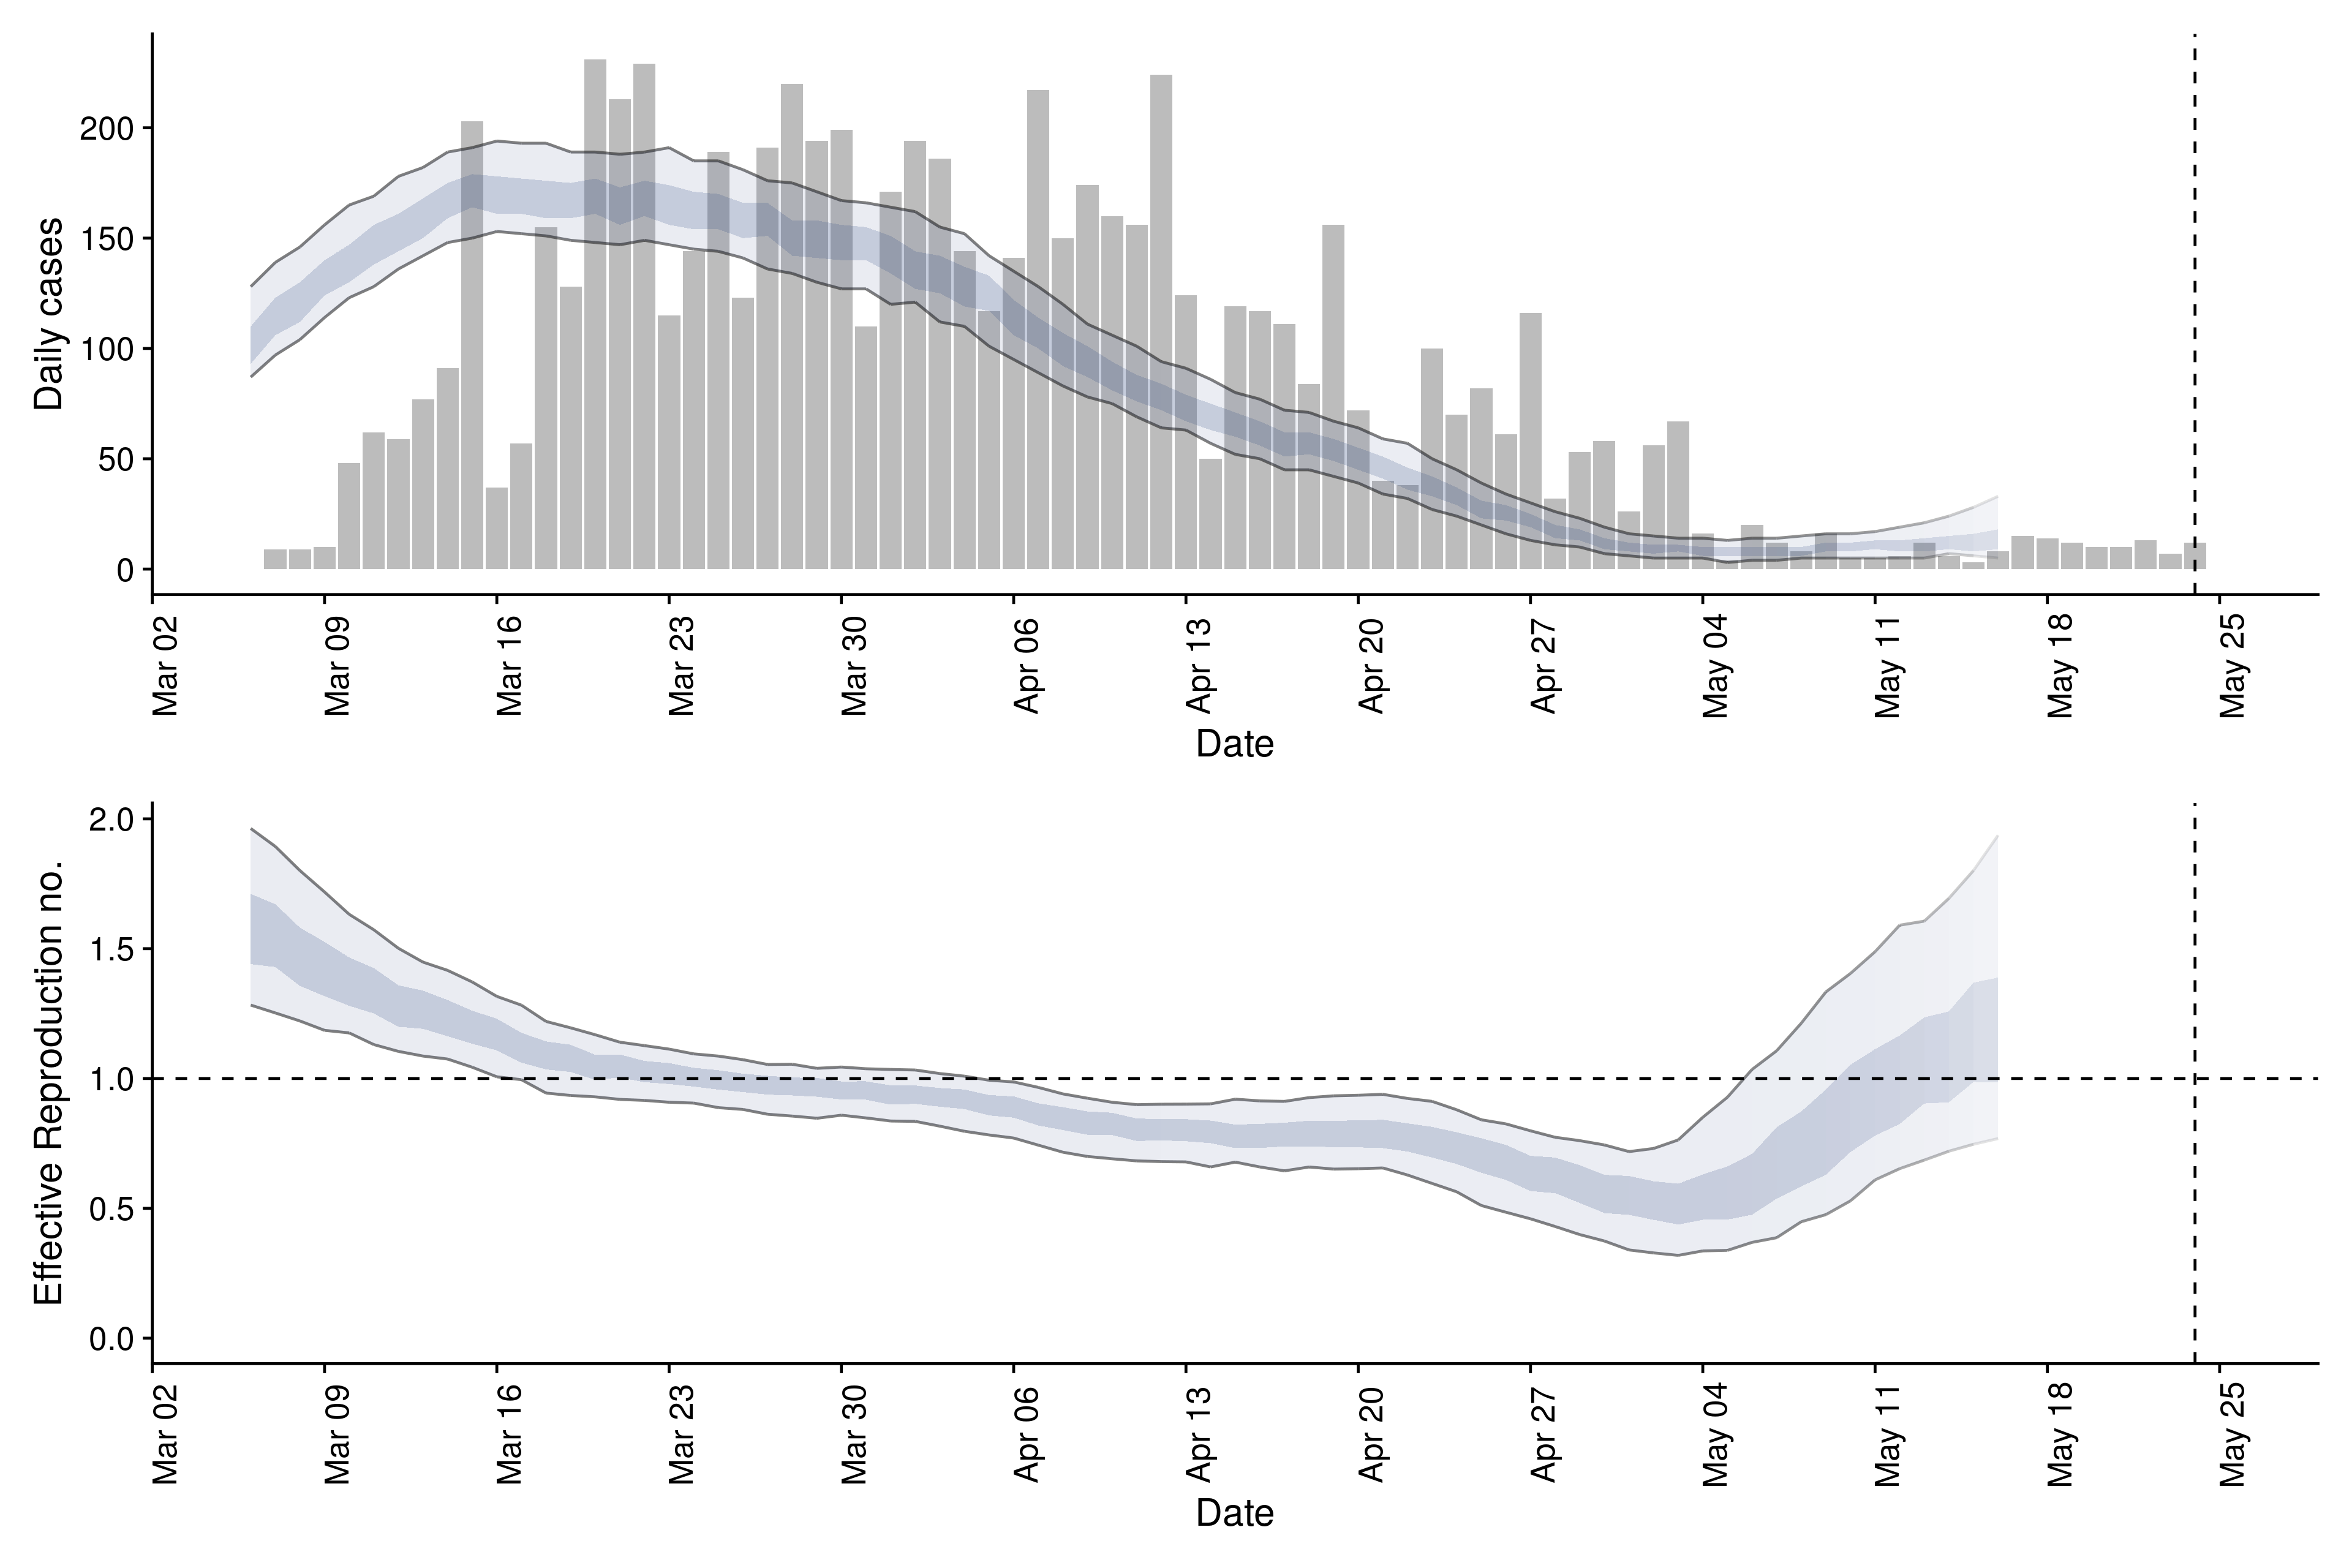 Daily cases
200
150
100
50
0
Mar 02
Mar 09
Mar 16
Mar 23
Mar 30
Apr 06
Apr 13
Apr 20
Apr 27
May 04
May 11
May 18
May 25
Date
Effective Reproduction no.
2.0
1.5
1.0
0.5
0.0
Mar 02
Mar 09
Mar 16
Mar 23
Mar 30
Apr 06
Apr 13
Apr 20
Apr 27
May 04
May 11
May 18
May 25
Date